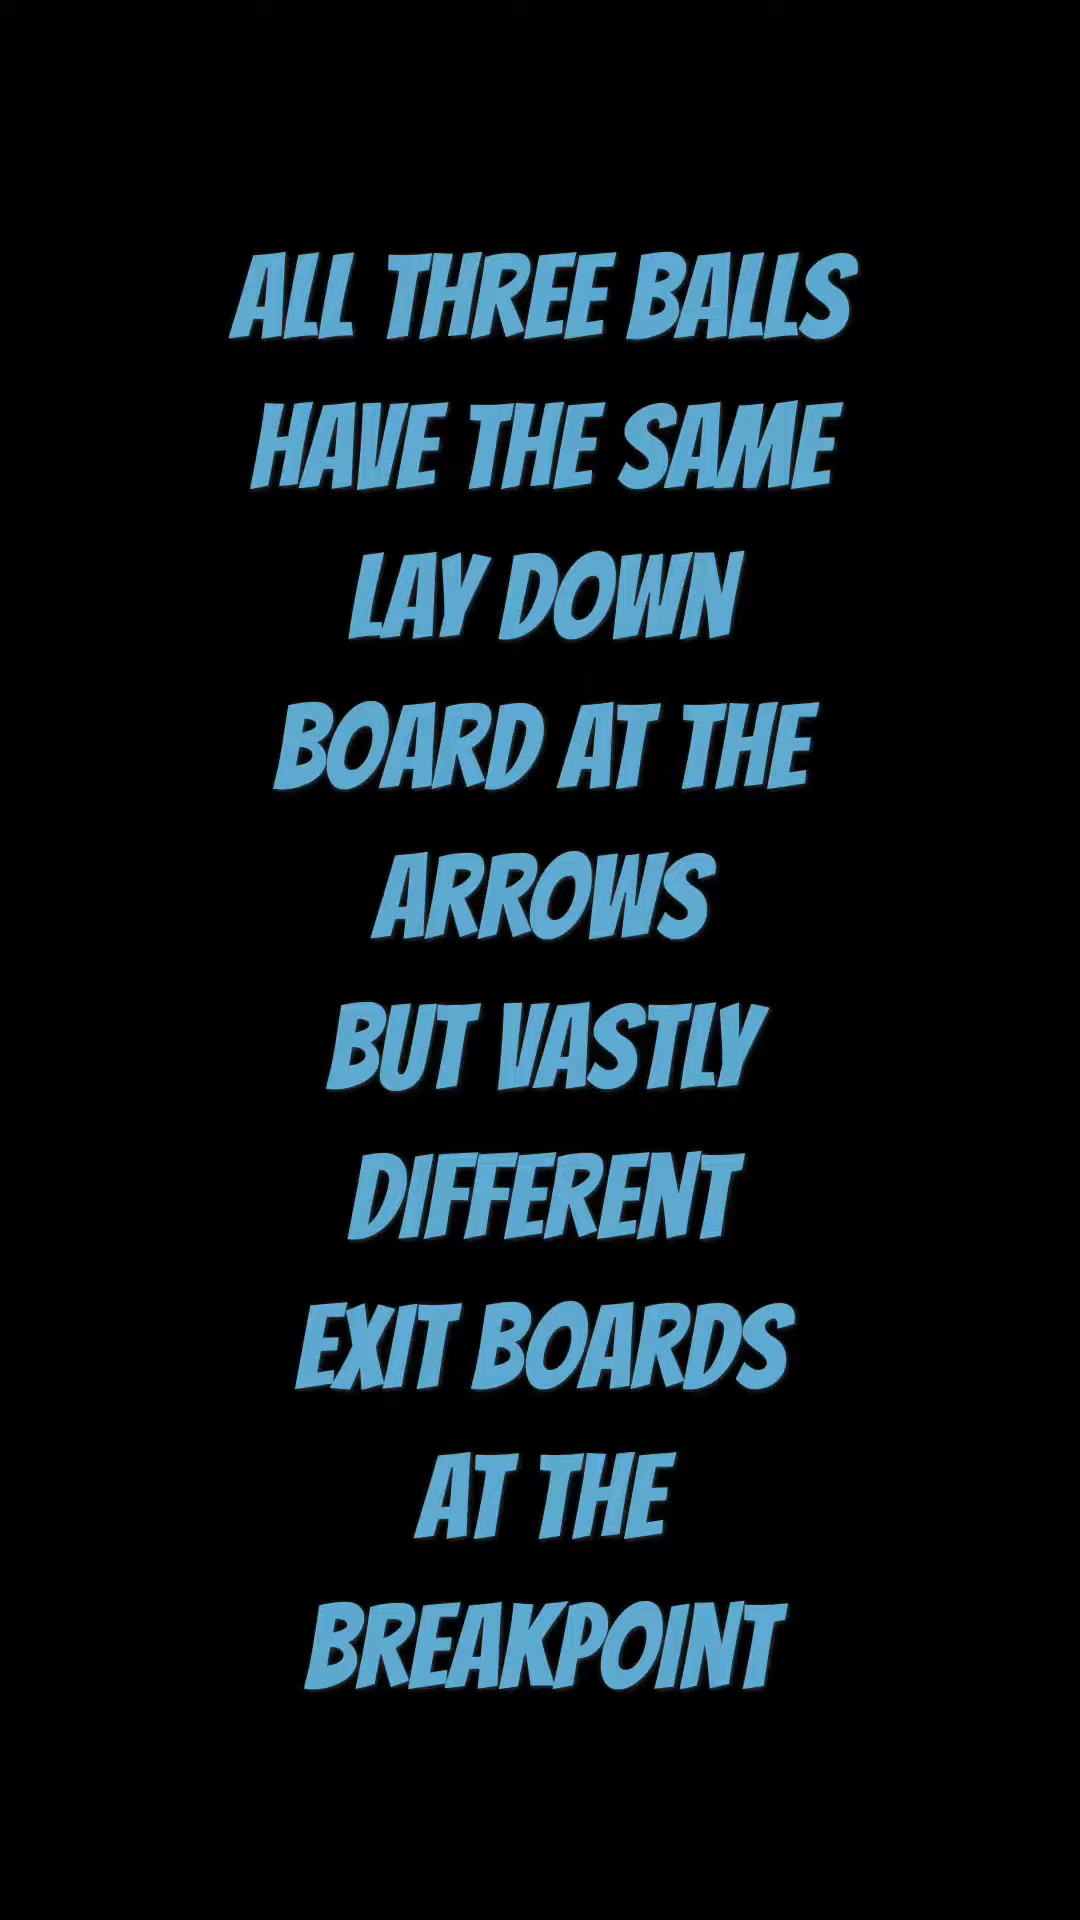 ALL THREE BALLS
HAVE THE SAME
LAY DOWN
BOARD AT THE
ARROWS
BUT VASTLY
DIFFERENT
EXIT BOARDS
AT THE
BREAKPOINT